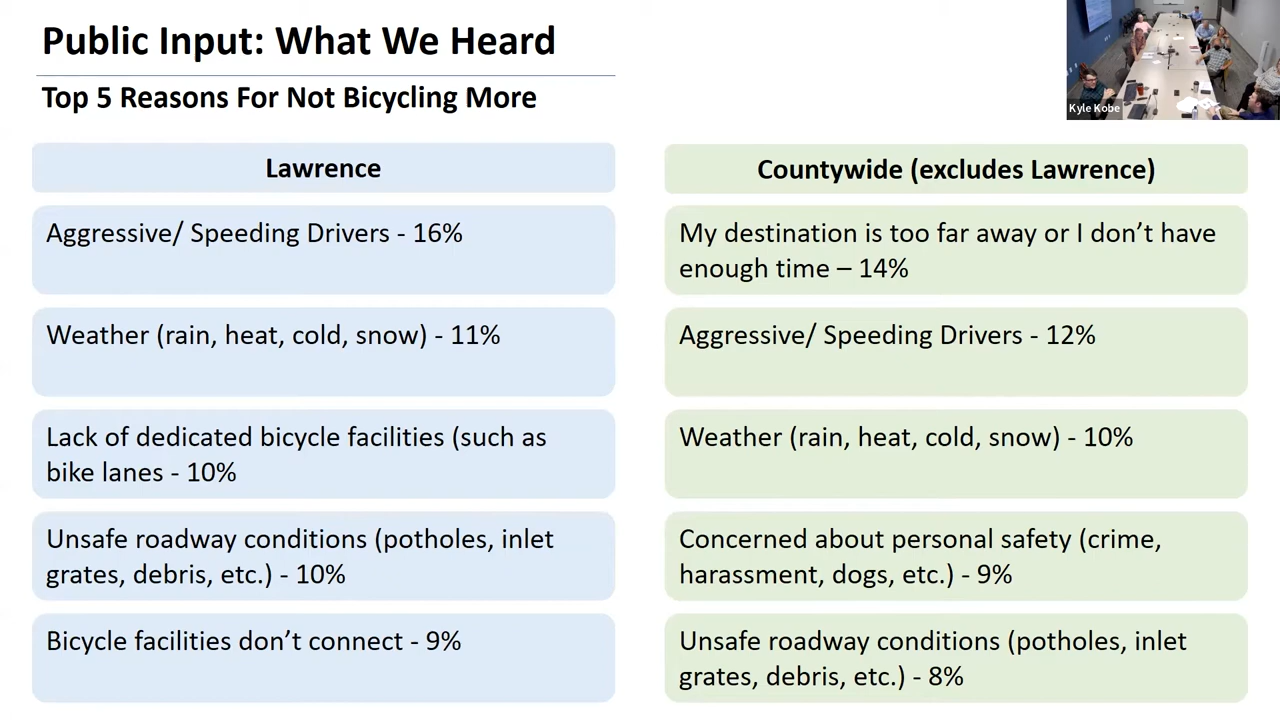 Public Input: What We Heard
Top 5 Reasons For Not Bicycling More
Kyle Kobe
Lawrence
Aggressive/ Speeding Drivers - 16%
Weather (rain, heat, cold, snow) - 11%
Lack of dedicated bicycle facilities (such as
bike lanes - 10%
Unsafe roadway conditions (potholes, inlet
grates, debris, etc.) - 10%
Bicycle facilities don’t connect - 9%
Countywide (excludes Lawrence)
My destination is too far away or I don’t have
enough time – 14%
Aggressive/ Speeding Drivers - 12%
Weather (rain, heat, cold, snow) - 10%
Concerned about personal safety (crime,
harassment, dogs, etc.) - 9%
Unsafe roadway conditions (potholes, inlet
grates, debris, etc.) - 8%